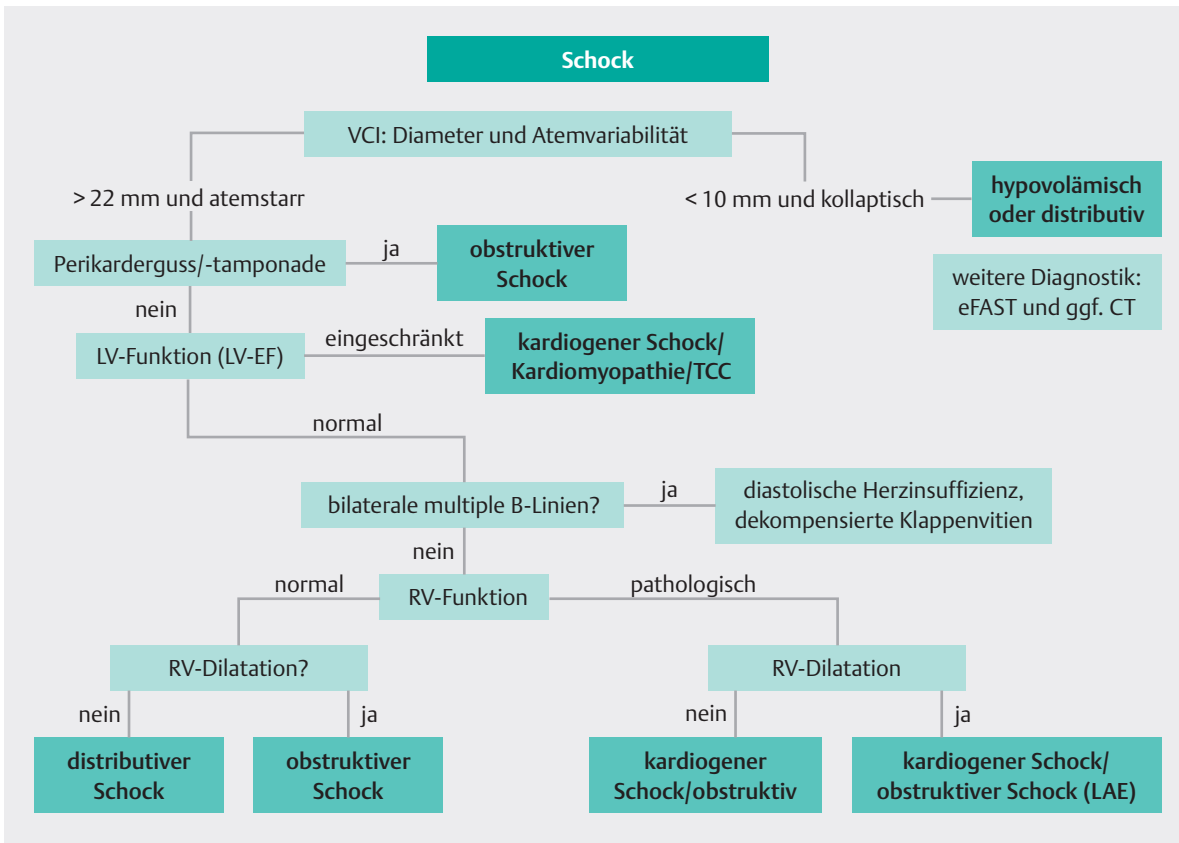 Schock
VCI: Diameter und Atemvariabilität
> 22 mm und atemstarr
< 10 mm und kollaptisch
hypovolämisch
oder distributiv
Perikarderguss/-tamponade
ja
obstruktiver
Schock
weitere Diagnostik:
eFAST und ggf. CT
nein
LV-Funktion (LV-EF)
eingeschränkt
kardiogener Schock/
Kardiomyopathie/TCC
normal
bilaterale multiple B-Linien?
ja
diastolische Herzinsuffizienz,
dekompensierte Klappenvitien
nein
normal
RV-Funktion
pathologisch
RV-Dilatation?
RV-Dilatation
nein
ja
nein
ja
distributiver
Schock
obstruktiver
Schock
kardiogener
Schock/obstruktiv
kardiogener Schock/
obstruktiver Schock (LAE)